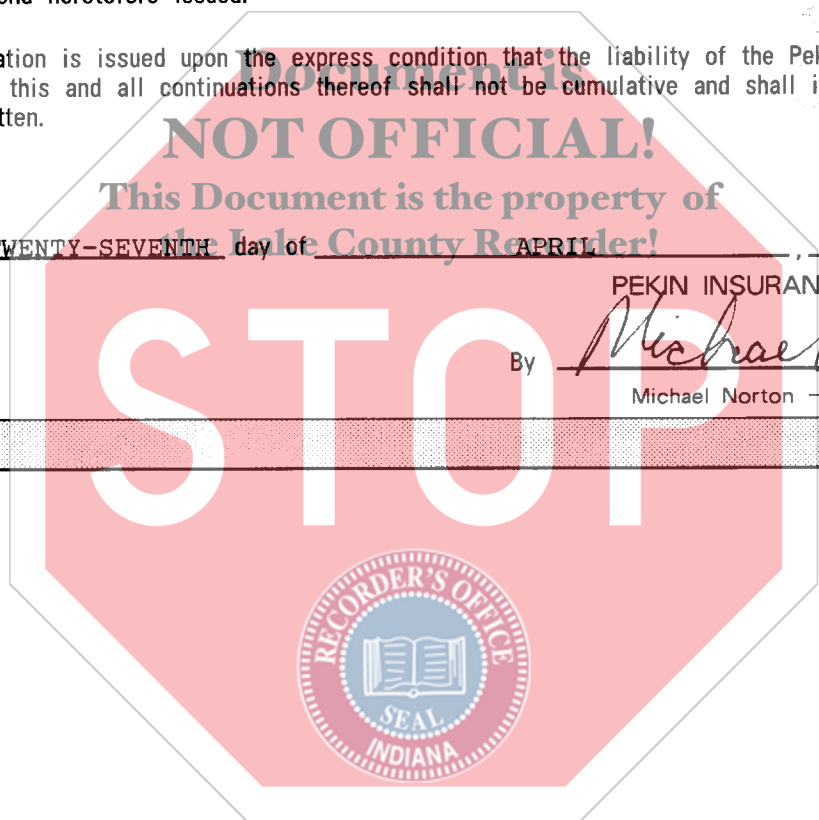 ond heretofore issued.
ation is issued upon the express condition that the liability of the Pek
this and all continuations thereof shall not be cumulative and shall i
tten.
Document is
NOT OFFICIAL!
This Document is the property of
the Lake County Recorder!
WENTY-SEVENTH day of APRIL ,
PEKIN INSURAN
By Michael
Michael Norton –
STOP
RECORDER'S OFFICE
SEAL
INDIANA